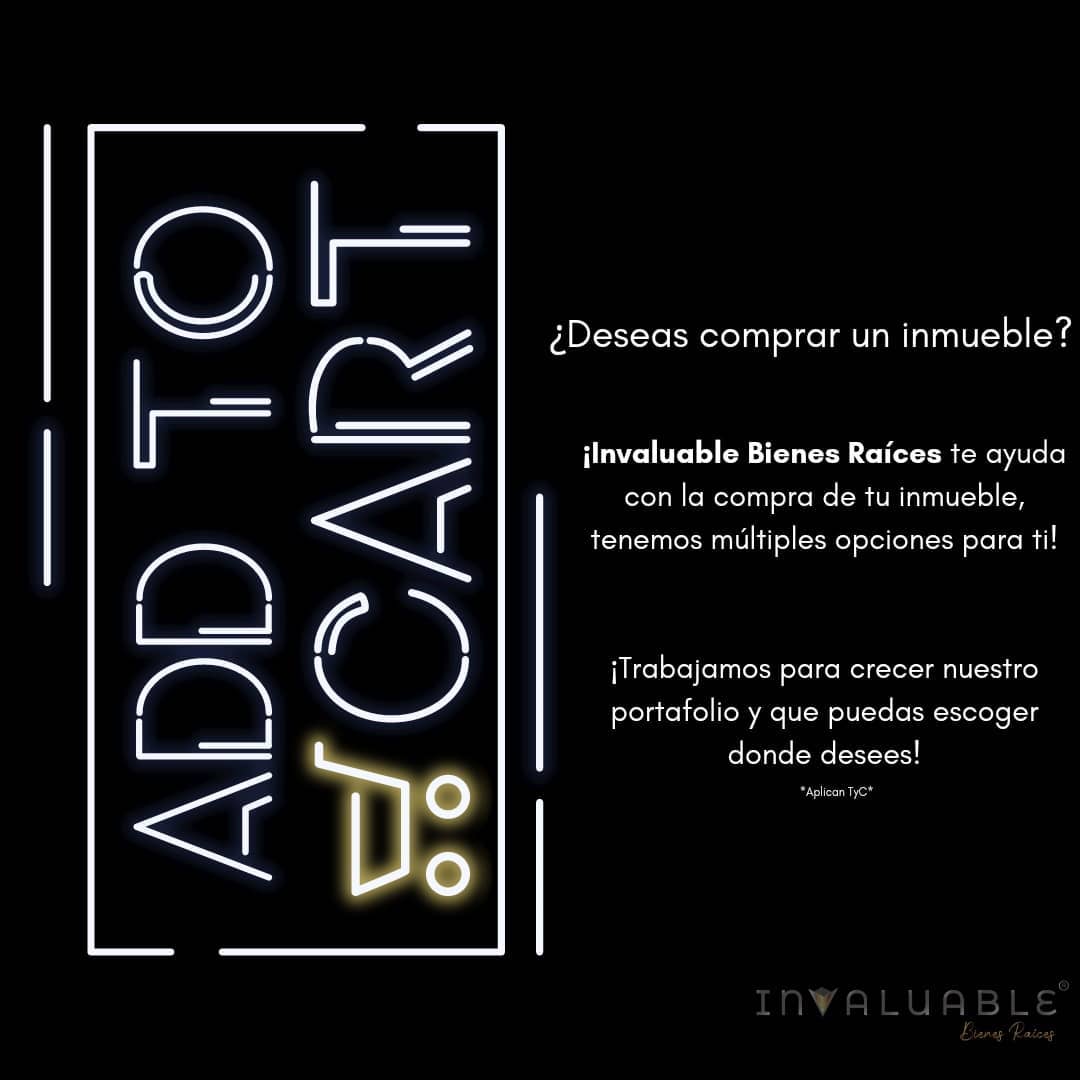 ADD TO
CART
¿Deseas comprar un inmueble?
¡Invaluable Bienes Raíces te ayuda
con la compra de tu inmueble,
tenemos múltiples opciones para ti!
¡Trabajamos para crecer nuestro
portafolio y que puedas escoger
donde desees!
*Aplican TyC*
INVALUABLE®
Bienes Raíces